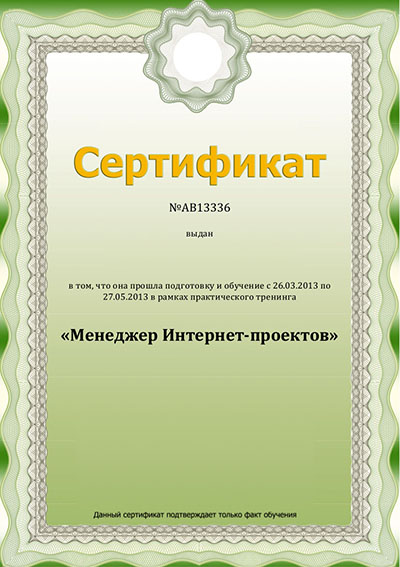 Сертификат
№АВ13336
выдан
в том, что она прошла подготовку и обучение с 26.03.2013 по
27.05.2013 в рамках практического тренинга
«Менеджер Интернет-проектов»
Данный сертификат подтверждает только факт обучения